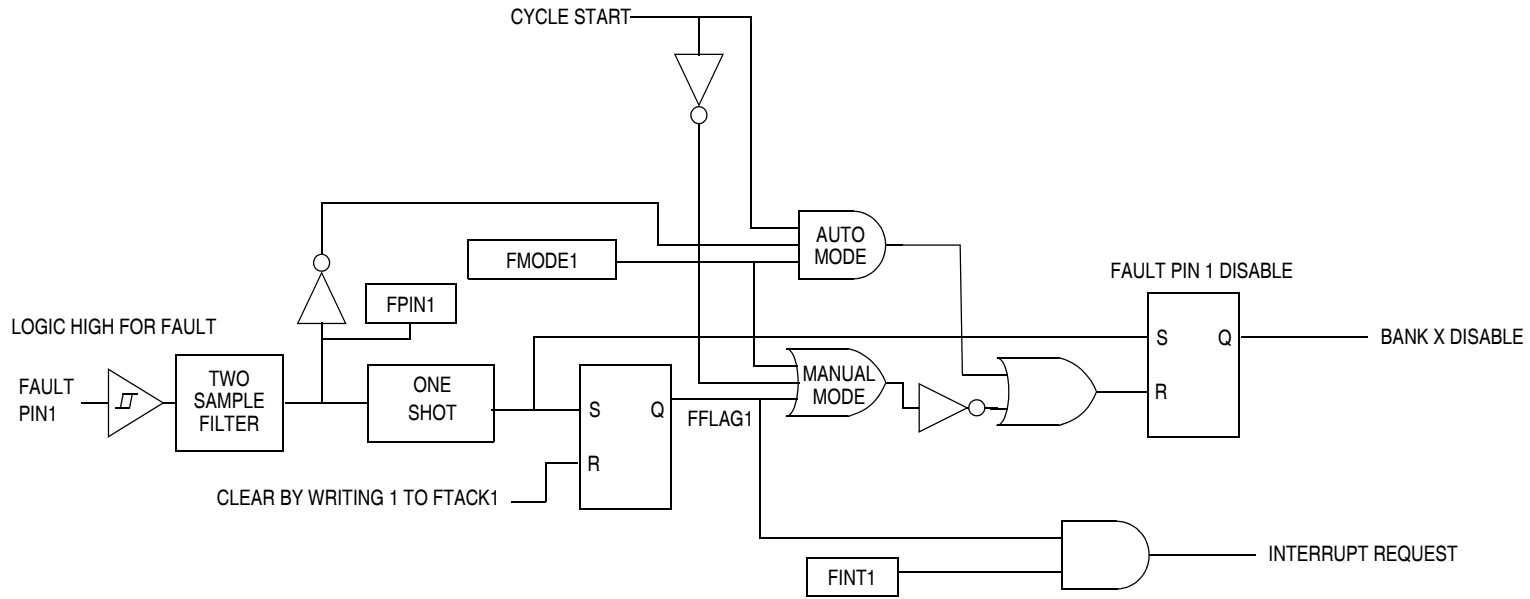 CYCLE START
AUTO
MODE
FMODE1
FAULT PIN 1 DISABLE
FPIN1
LOGIC HIGH FOR FAULT
S
Q
BANK X DISABLE
R
FAULT
PIN1
TWO
SAMPLE
FILTER
ONE
SHOT
S
Q
R
FFLAG1
MANUAL
MODE
CLEAR BY WRITING 1 TO FTACK1
INTERRUPT REQUEST
FINT1